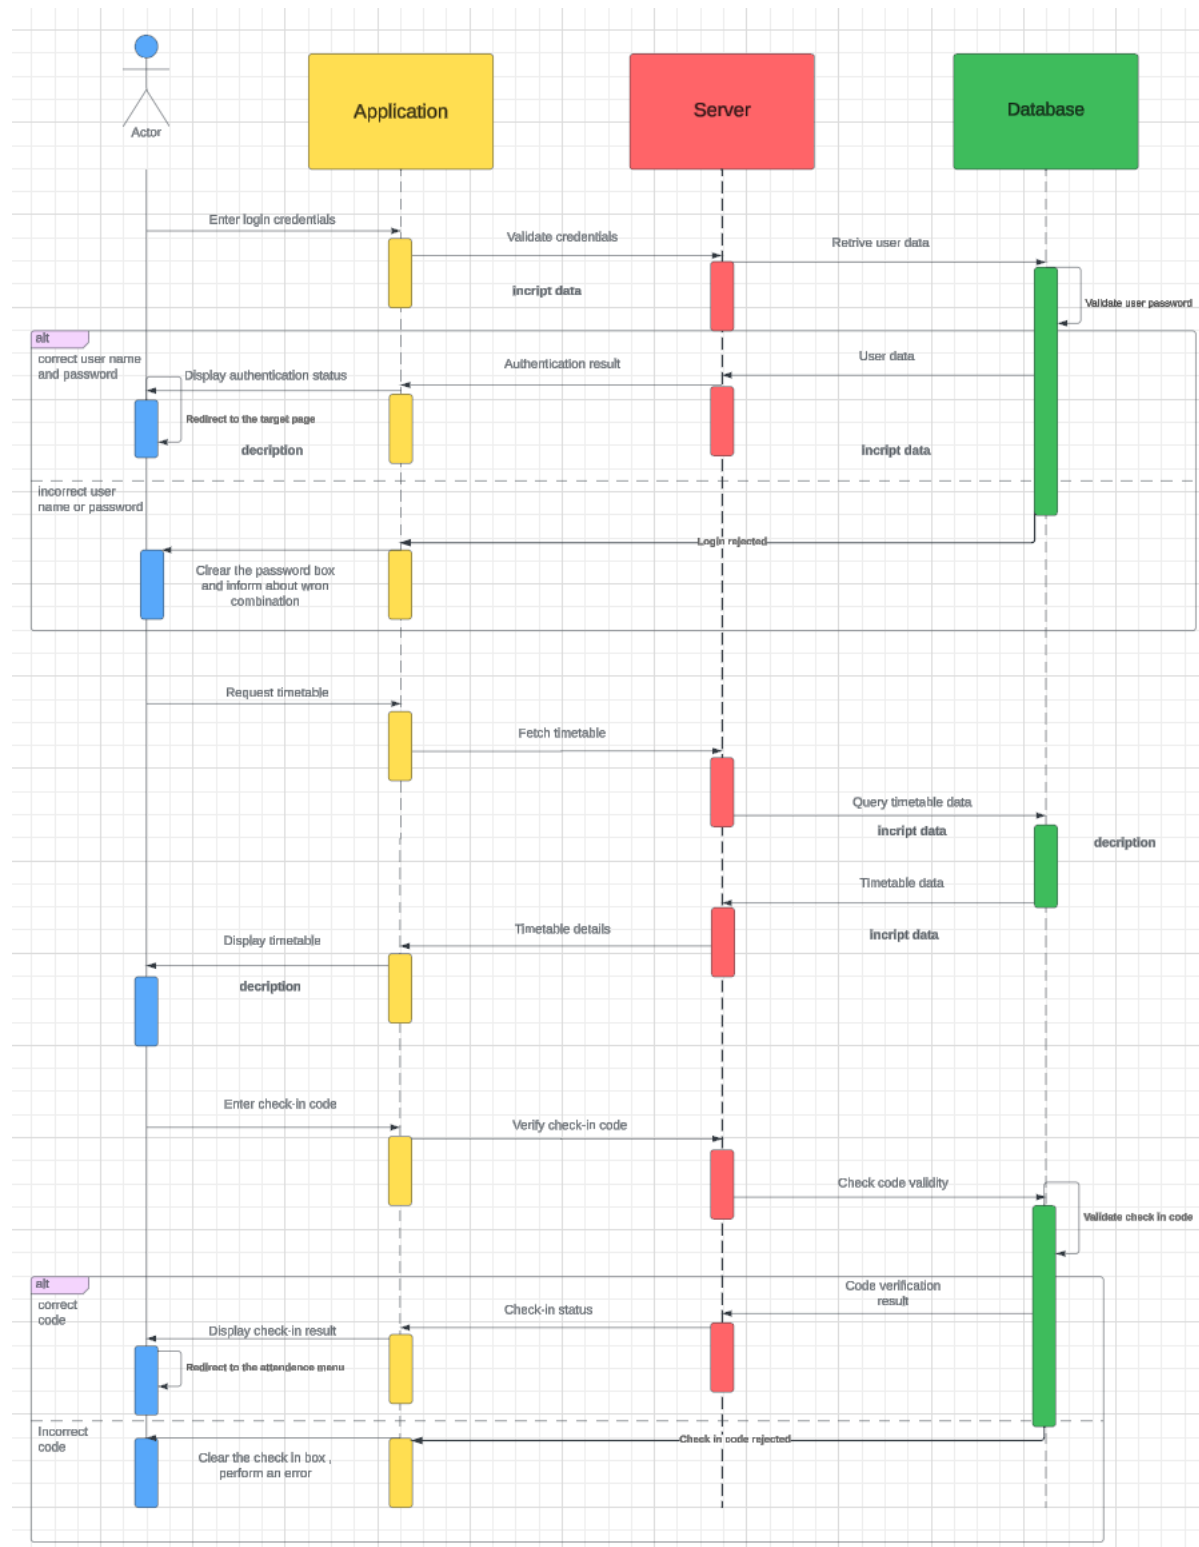 Actor
Application
Server
Database
Enter login credentials
Validate credentials
Retrive user data
incript data
Validate user password
alt
correct user name
and password
Authentication result
User data
Display authentication status
Redirect to the target page
decription
incript data
incorrect user
name or password
Login rejected
Clrear the password box
and inform about wron
combination
Request timetable
Fetch timetable
Query timetable data
incript data
decription
Timetable data
Timetable details
incript data
Display timetable
decription
Enter check-in code
Verify check-in code
Check code validity
Validate check in code
alt
correct
code
Code verification
result
Check-in status
Display check-in result
Redirect to the attendence menu
Incorrect
code
Check in code rejected
Clear the check in box ,
perform an error